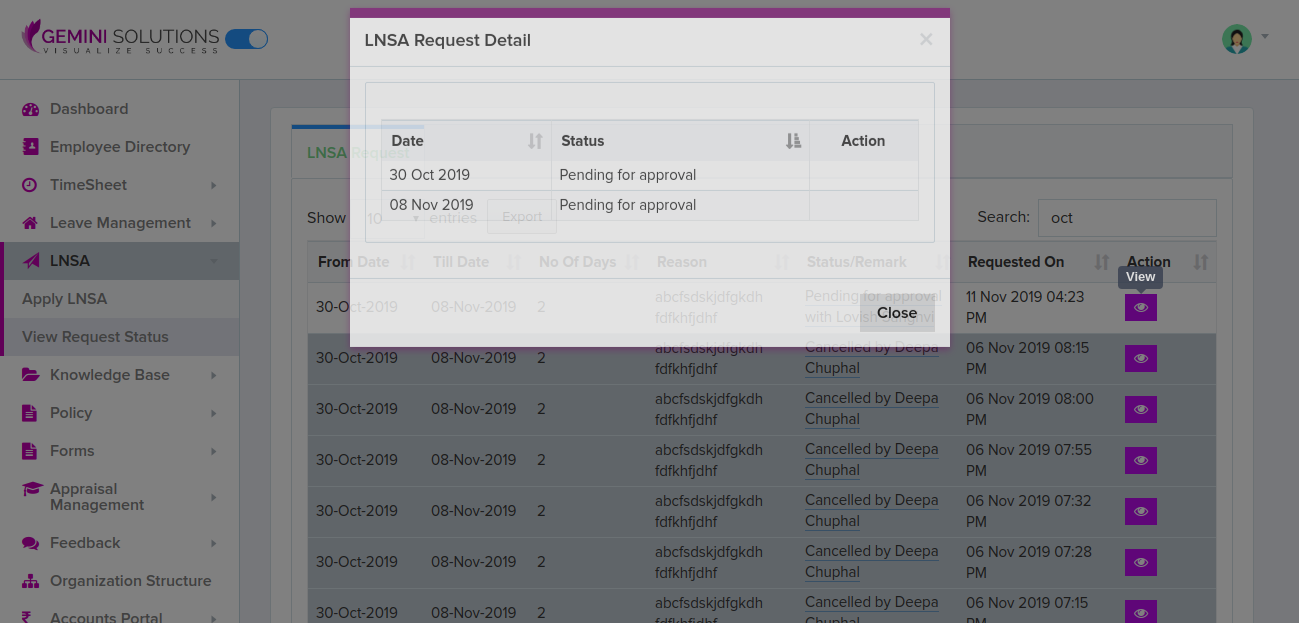 GEMINI SOLUTIONS
VISUALIZE SUCCESS
Dashboard
Employee Directory
TimeSheet
Leave Management
LNSA
Apply LNSA
View Request Status
Knowledge Base
Policy
Forms
Appraisal
Management
Feedback
Organization Structure
Accounts Portal
LNSA Request Detail
×
Date Status Action
30 Oct 2019 Pending for approval
08 Nov 2019 Pending for approval
Close
LNSA Request
Show 10 entries Export Search: oct
From Date Till Date No Of Days Reason Status/Remark Requested On Action
View
30-Oct-2019 08-Nov-2019 2 abcfsdskjdfgkdh Pending for approval 11 Nov 2019 04:23
fdfkhfjdhf with Lovish Sanghvi PM
30-Oct-2019 08-Nov-2019 2 abcfsdskjdfgkdh Cancelled by Deepa 06 Nov 2019 08:15
fdfkhfjdhf Chuphal PM
30-Oct-2019 08-Nov-2019 2 abcfsdskjdfgkdh Cancelled by Deepa 06 Nov 2019 08:00
fdfkhfjdhf Chuphal PM
30-Oct-2019 08-Nov-2019 2 abcfsdskjdfgkdh Cancelled by Deepa 06 Nov 2019 07:55
fdfkhfjdhf Chuphal PM
30-Oct-2019 08-Nov-2019 2 abcfsdskjdfgkdh Cancelled by Deepa 06 Nov 2019 07:32
fdfkhfjdhf Chuphal PM
30-Oct-2019 08-Nov-2019 2 abcfsdskjdfgkdh Cancelled by Deepa 06 Nov 2019 07:28
fdfkhfjdhf Chuphal PM
30-Oct-2019 08-Nov-2019 2 abcfsdskjdfgkdh Cancelled by Deepa 06 Nov 2019 07:15